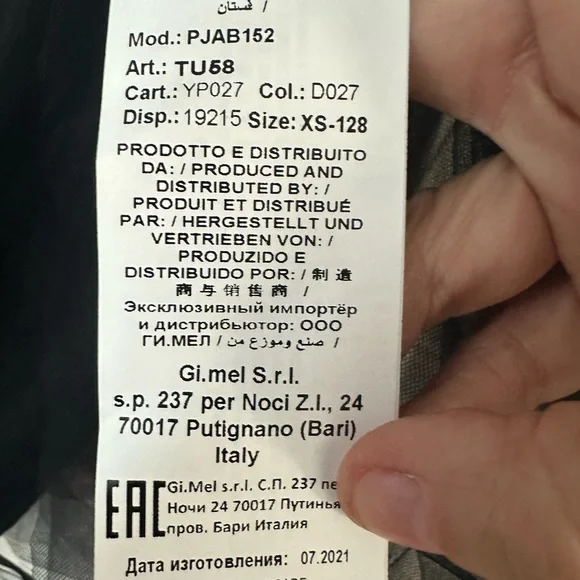 فستان /
Mod.: PJAB152
Art.: TU58
Cart.: YP027 Col.: D027
Disp.: 19215 Size: XS-128
PRODOTTO E DISTRIBUITO
DA: / PRODUCED AND
DISTRIBUTED BY: /
PRODUIT ET DISTRIBUÉ
PAR: / HERGESTELLT UND
VERTRIEBEN VON: /
PRODUZIDO E
DISTRIBUIDO POR: / 制 造
商 与 销 售 商 /
Эксклюзивный импортёр
и дистрибьютор: ООО
ГИ.МЕЛ / صنع وموزع من /
Gi.mel S.r.l.
s.p. 237 per Noci Z.I., 24
70017 Putignano (Bari)
Italy
EAC
Gi.Mel s.r.l. С.П. 237 пе
Ночи 24 70017 Путинья
пров. Бари Италия
Дата изготовления: 07.2021